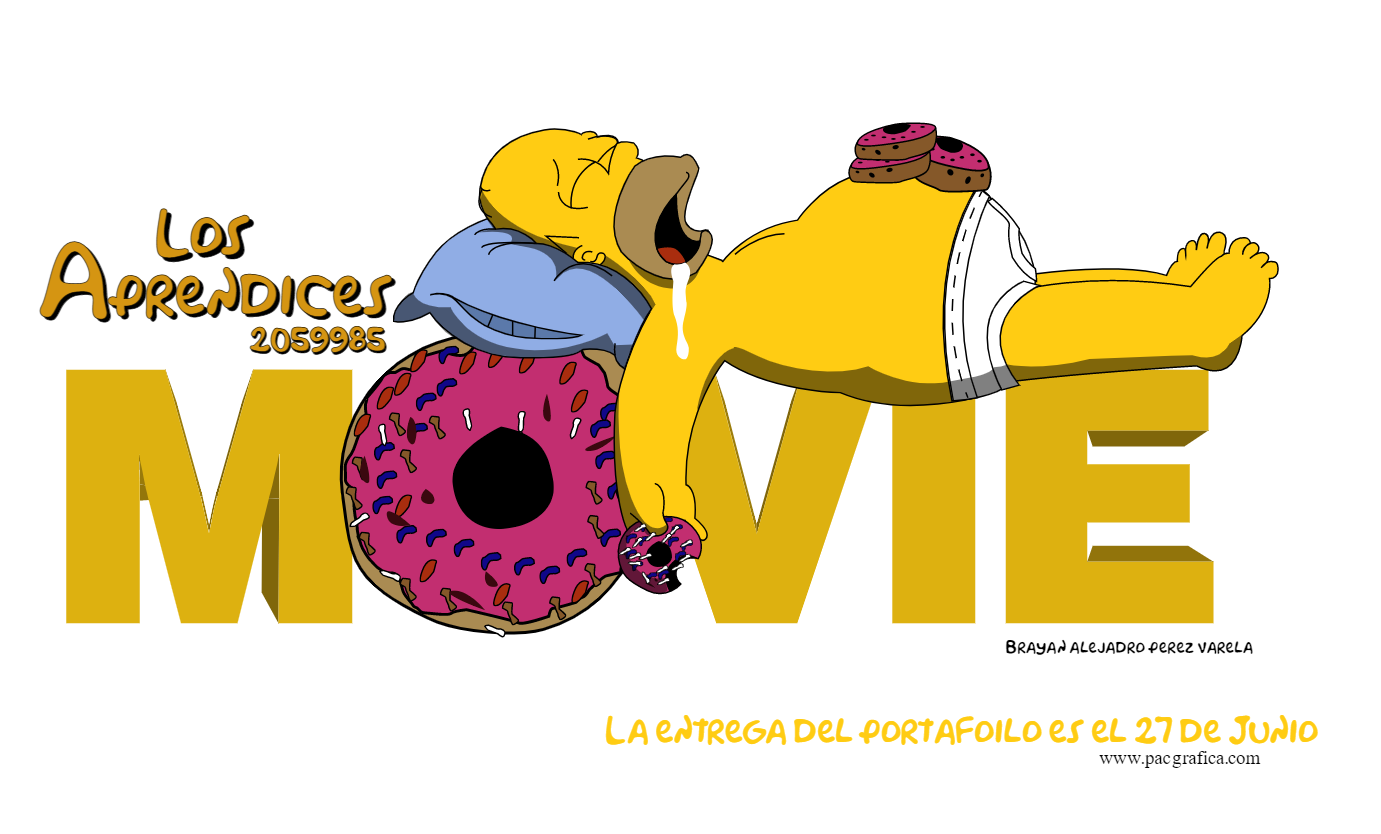 Los
Aprendices
2059985
MOVIE
Brayan Alejadro Perez Varela
La entrega del portafoilo es el 27 de Junio
www.pacgrafica.com